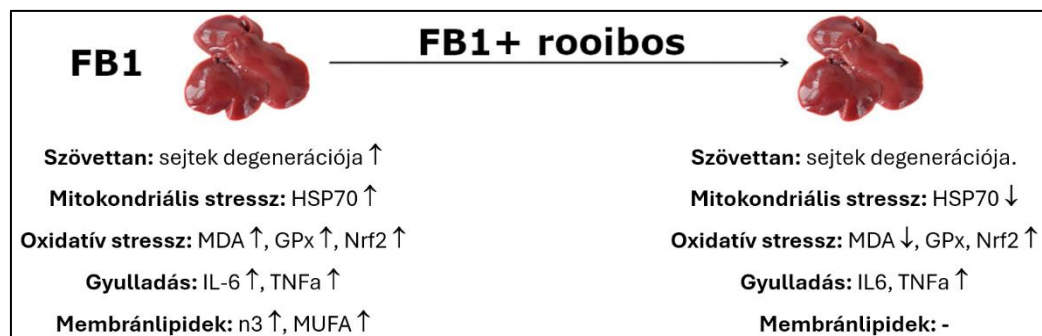 FB1
FB1+ rooibos
Szövettan: sejtek degenerációja ↑
Mitokondriális stressz: HSP70 ↑
Oxidatív stressz: MDA ↑, GPx ↑, Nrf2 ↑
Gyulladás: IL-6 ↑, TNFa ↑
Membránlipidek: n3 ↑, MUFA ↑
Szövettan: sejtek degenerációja.
Mitokondriális stressz: HSP70 ↓
Oxidatív stressz: MDA ↓, GPx, Nrf2 ↑
Gyulladás: IL6, TNFa ↑
Membránlipidek: -